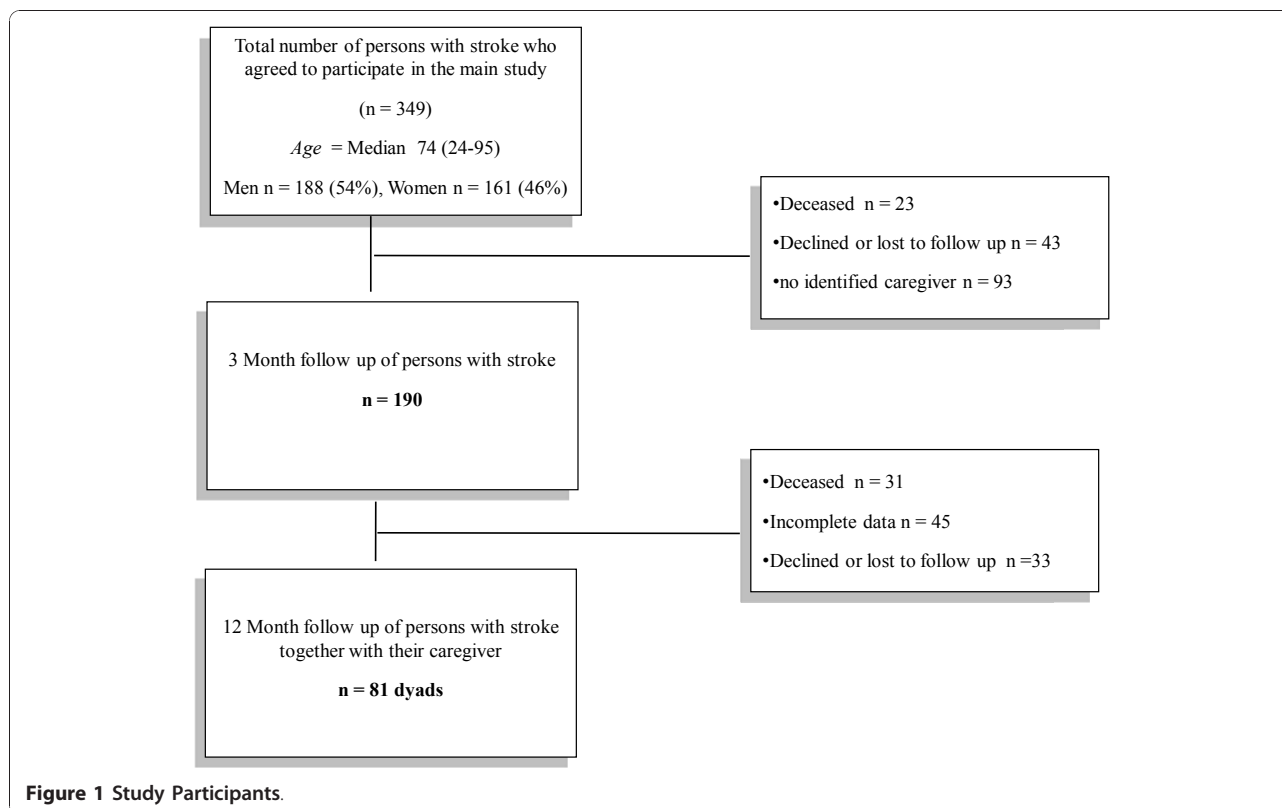 Total number of persons with stroke who
agreed to participate in the main study
(n = 349)
Age = Median 74 (24-95)
Men n = 188 (54%), Women n = 161 (46%)
•Deceased n = 23
•Declined or lost to follow up n = 43
•no identified caregiver n = 93
3 Month follow up of persons with stroke
n = 190
•Deceased n = 31
•Incomplete data n = 45
•Declined or lost to follow up n =33
12 Month follow up of persons with stroke
together with their caregiver
n = 81 dyads
Figure 1 Study Participants.